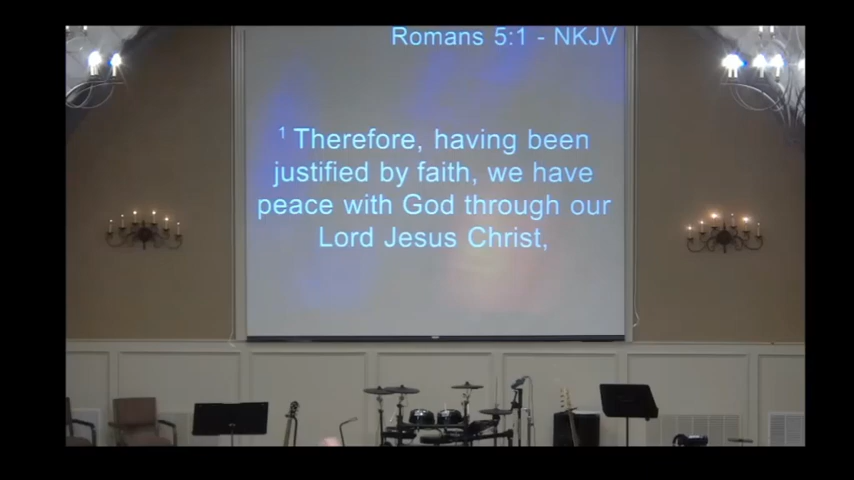 Romans 5:1 - NKJV
1 Therefore, having been
justified by faith, we have
peace with God through our
Lord Jesus Christ,